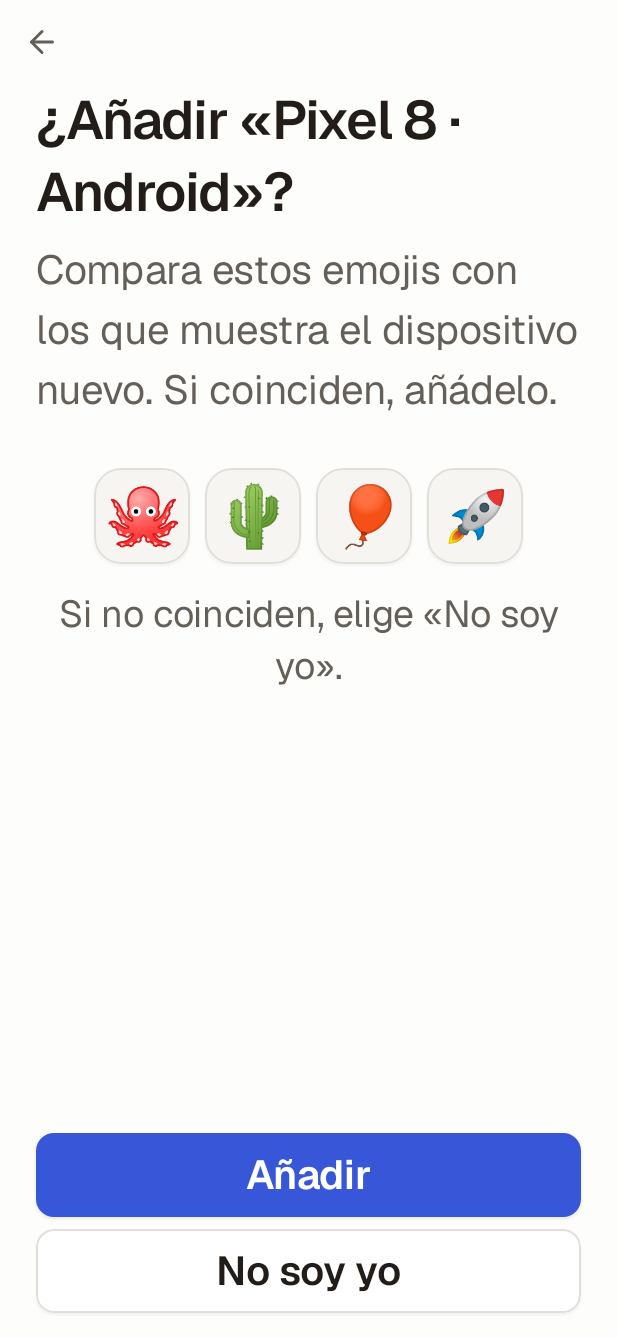 ¿Añadir «Pixel 8 ·
Android»?
Compara estos emojis con
los que muestra el dispositivo
nuevo. Si coinciden, añádelo.
Si no coinciden, elige «No soy
yo».
Añadir
No soy yo